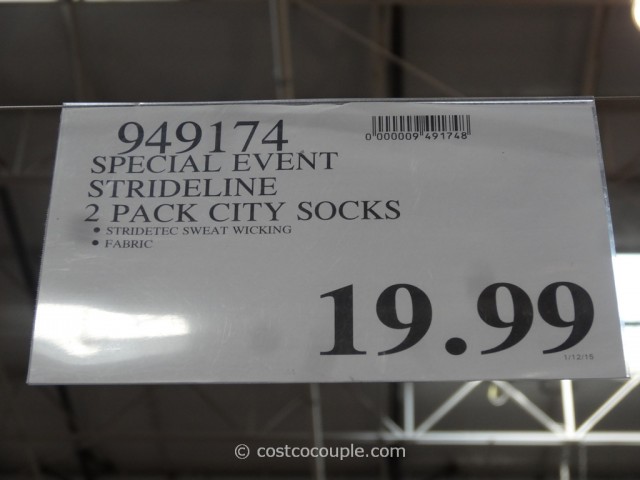 949174
0 000009 491748
SPECIAL EVENT
STRIDELINE
2 PACK CITY SOCKS
• STRIDETEC SWEAT WICKING
• FABRIC
19.99
1/12/15
© costcocouple.com